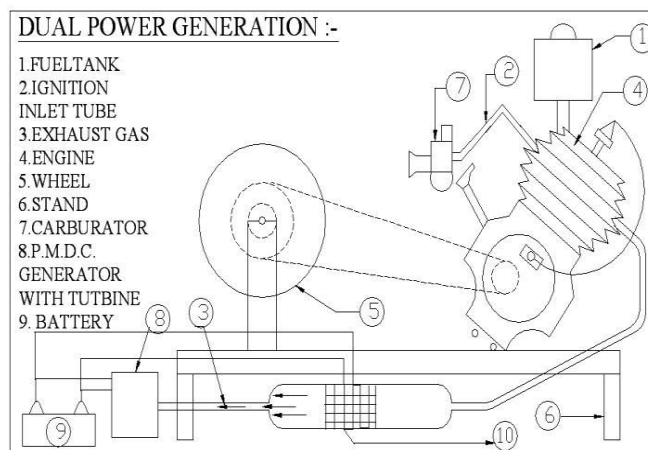 DUAL POWER GENERATION :-
1.FUELTANK
2.IGNITION
INLET TUBE
3.EXHAUST GAS
4.ENGINE
5.WHEEL
6.STAND
7.CARBURATOR
8.P.M.D.C.
GENERATOR
WITH TUTBINE
9. BATTERY
1
2
7
4
5
3
8
9
10
6